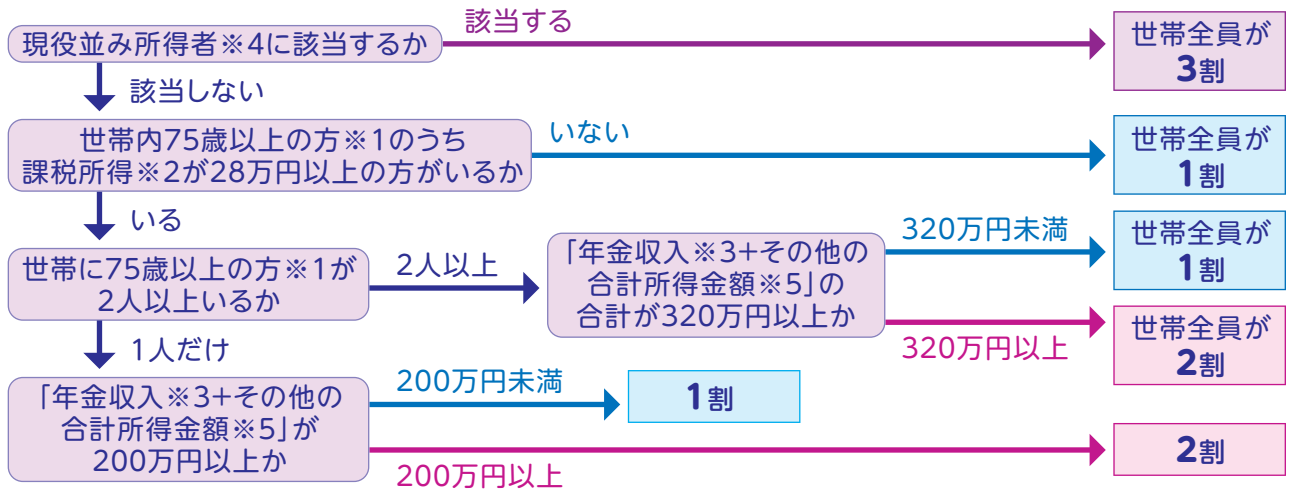 現役並み所得者※4に該当するか
該当する
世帯全員が
3割
該当しない
世帯内75歳以上の方※1のうち
課税所得※2が28万円以上の方がいるか
いない
世帯全員が
1割
いる
世帯に75歳以上の方※1が
2人以上いるか
2人以上
「年金収入※3+その他の
合計所得金額※5」の
合計が320万円以上か
320万円未満
世帯全員が
1割
320万円以上
世帯全員が
2割
1人だけ
「年金収入※3+その他の
合計所得金額※5」が
200万円以上か
200万円未満
1割
200万円以上
2割